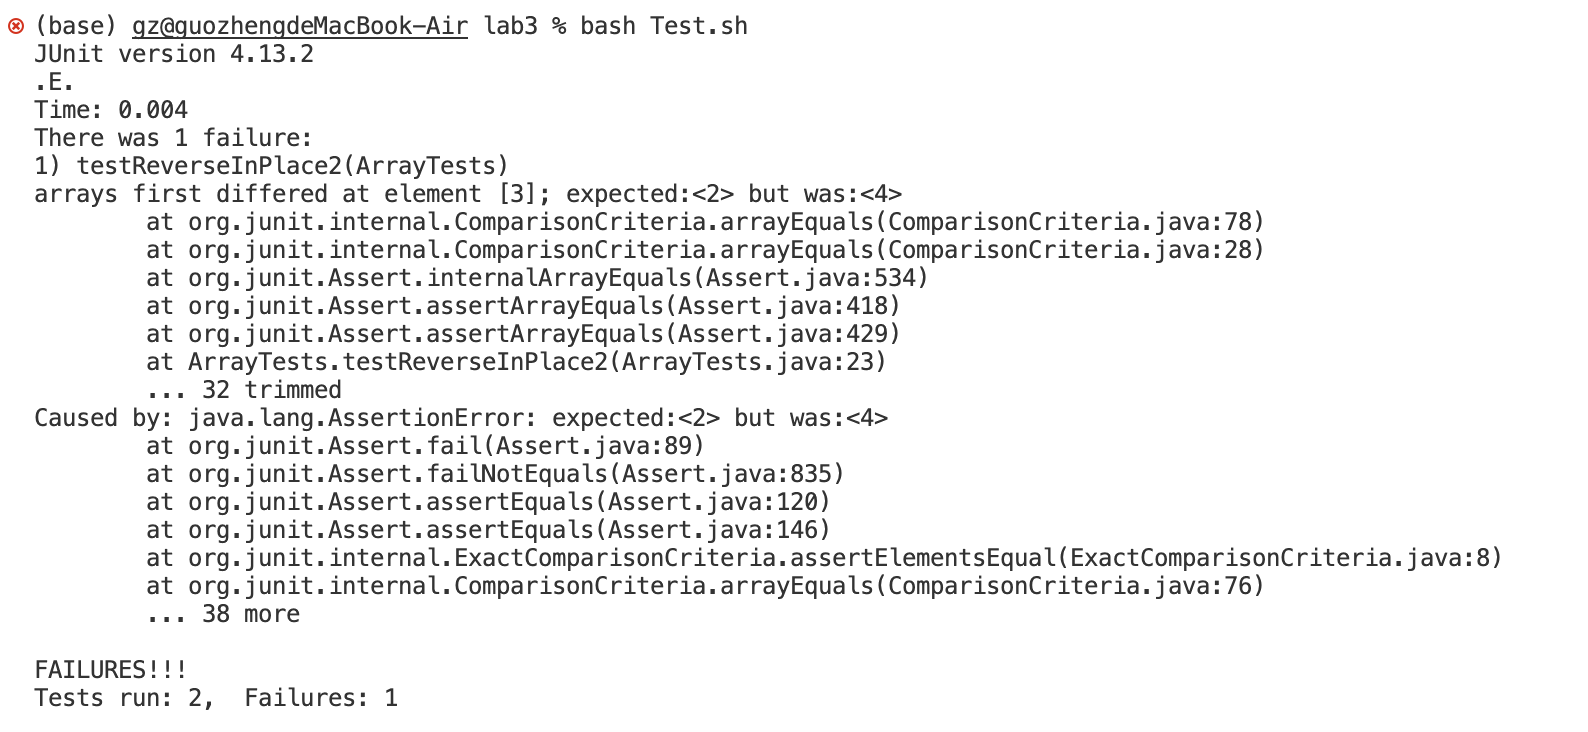 (base) gz@guozhengdeMacBook-Air lab3 % bash Test.sh
JUnit version 4.13.2
.E.
Time: 0.004
There was 1 failure:
1) testReverseInPlace2(ArrayTests)
arrays first differed at element [3]; expected:<2> but was:<4>
        at org.junit.internal.ComparisonCriteria.arrayEquals(ComparisonCriteria.java:78)
        at org.junit.internal.ComparisonCriteria.arrayEquals(ComparisonCriteria.java:28)
        at org.junit.Assert.internalArrayEquals(Assert.java:534)
        at org.junit.Assert.assertArrayEquals(Assert.java:418)
        at org.junit.Assert.assertArrayEquals(Assert.java:429)
        at ArrayTests.testReverseInPlace2(ArrayTests.java:23)
        ... 32 trimmed
Caused by: java.lang.AssertionError: expected:<2> but was:<4>
        at org.junit.Assert.fail(Assert.java:89)
        at org.junit.Assert.failNotEquals(Assert.java:835)
        at org.junit.Assert.assertEquals(Assert.java:120)
        at org.junit.Assert.assertEquals(Assert.java:146)
        at org.junit.internal.ExactComparisonCriteria.assertElementsEqual(ExactComparisonCriteria.java:8)
        at org.junit.internal.ComparisonCriteria.arrayEquals(ComparisonCriteria.java:76)
        ... 38 more

FAILURES!!!
Tests run: 2,  Failures: 1